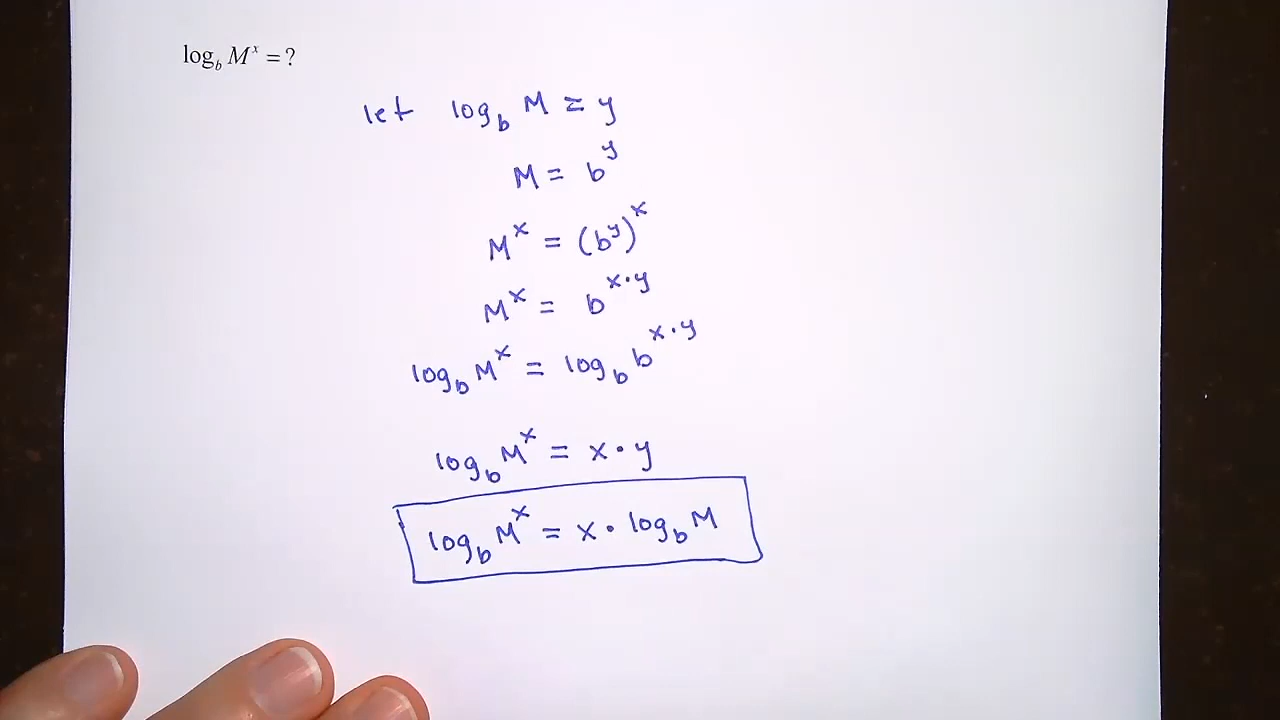 log_b M^x = ?
let log_b M = y
M = b^y
M^x = (b^y)^x
M^x = b^{x·y}
log_b M^x = log_b b^{x·y}
log_b M^x = x·y
log_b M^x = x·log_b M